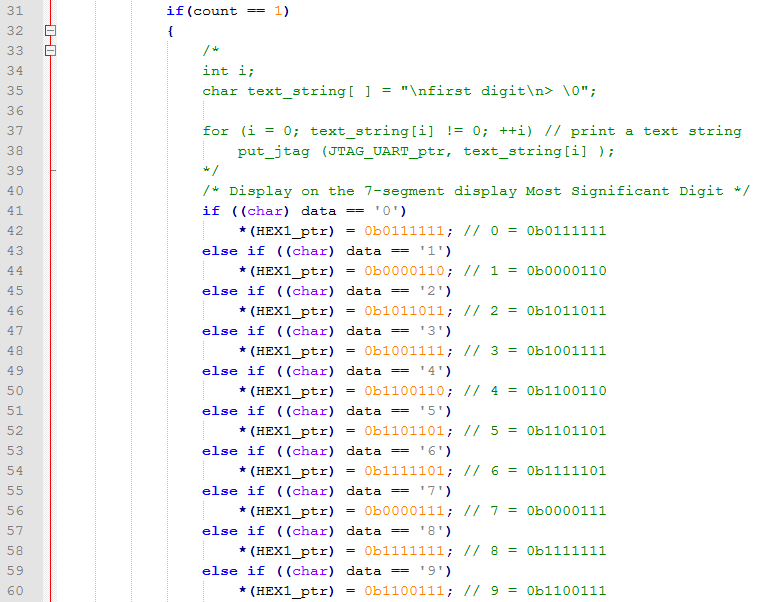 31 if(count == 1)
32 {
33 /*
34 int i;
35 char text_string[ ] = "\nfirst digit\n> \0";
36
37 for (i = 0; text_string[i] != 0; ++i) // print a text string
38 put_jtag (JTAG_UART_ptr, text_string[i] );
39 */
40 /* Display on the 7-segment display Most Significant Digit */
41 if ((char) data == '0')
42 *(HEX1_ptr) = 0b0111111; // 0 = 0b0111111
43 else if ((char) data == '1')
44 *(HEX1_ptr) = 0b0000110; // 1 = 0b0000110
45 else if ((char) data == '2')
46 *(HEX1_ptr) = 0b1011011; // 2 = 0b1011011
47 else if ((char) data == '3')
48 *(HEX1_ptr) = 0b1001111; // 3 = 0b1001111
49 else if ((char) data == '4')
50 *(HEX1_ptr) = 0b1100110; // 4 = 0b1100110
51 else if ((char) data == '5')
52 *(HEX1_ptr) = 0b1101101; // 5 = 0b1101101
53 else if ((char) data == '6')
54 *(HEX1_ptr) = 0b1111101; // 6 = 0b1111101
55 else if ((char) data == '7')
56 *(HEX1_ptr) = 0b0000111; // 7 = 0b0000111
57 else if ((char) data == '8')
58 *(HEX1_ptr) = 0b1111111; // 8 = 0b1111111
59 else if ((char) data == '9')
60 *(HEX1_ptr) = 0b1100111; // 9 = 0b1100111